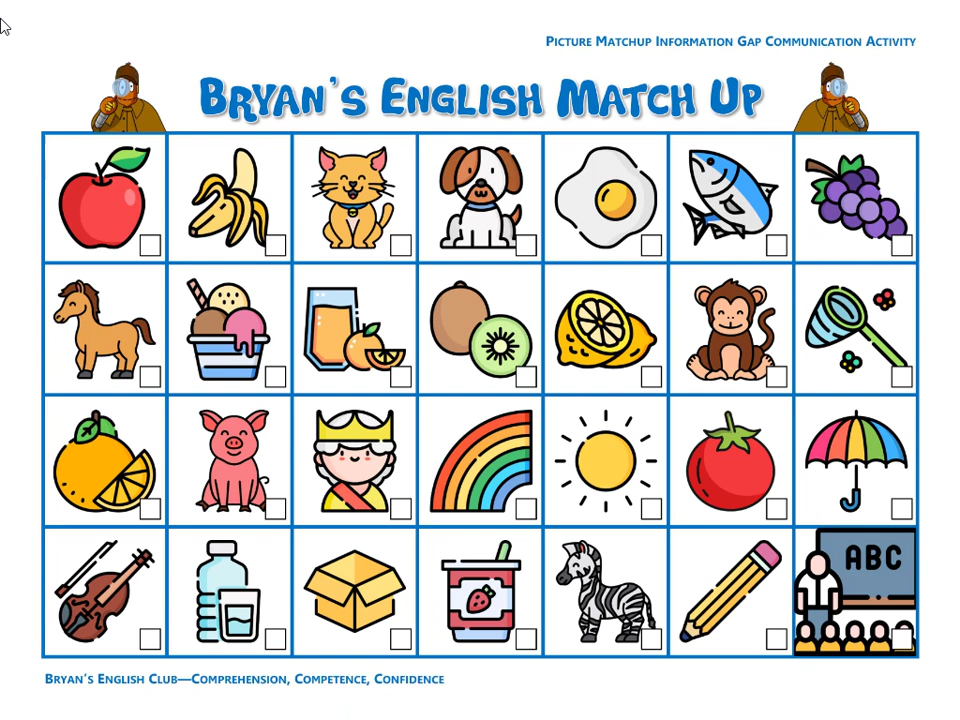 Picture Matchup Information Gap Communication Activity
Bryan's English Match Up
ABC
Bryan's English Club—Comprehension, Competence, Confidence